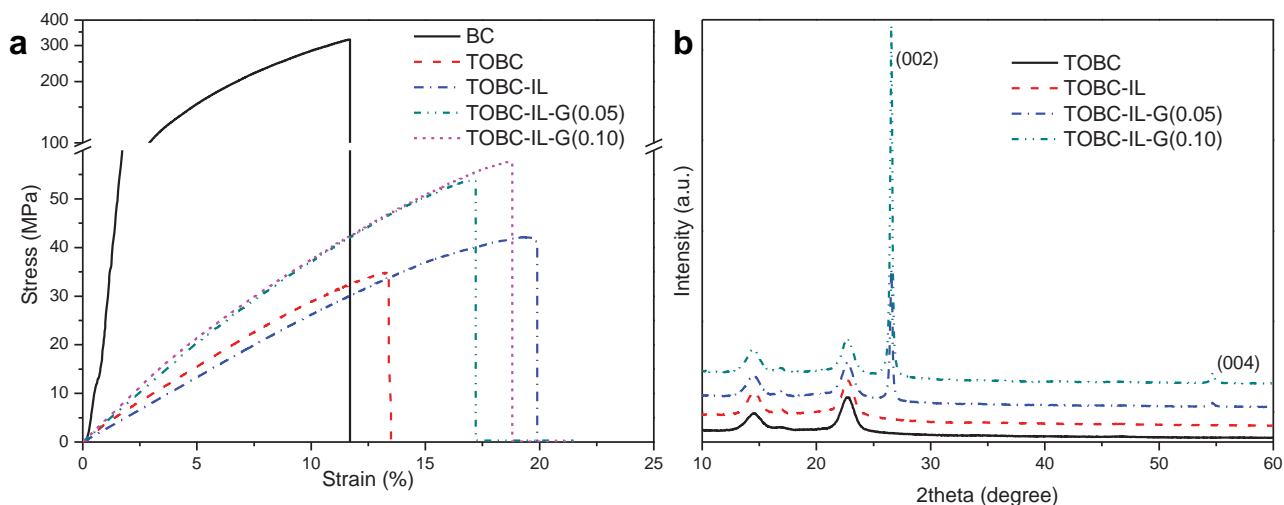 a
400
300
200
100
50
40
30
20
10
0
Stress (MPa)
BC
TOBC
TOBC-IL
TOBC-IL-G(0.05)
TOBC-IL-G(0.10)
0
5
10
15
20
25
Strain (%)
b
Intensity (a.u.)
(002)
TOBC
TOBC-IL
TOBC-IL-G(0.05)
TOBC-IL-G(0.10)
(004)
10
20
30
40
50
60
2theta (degree)